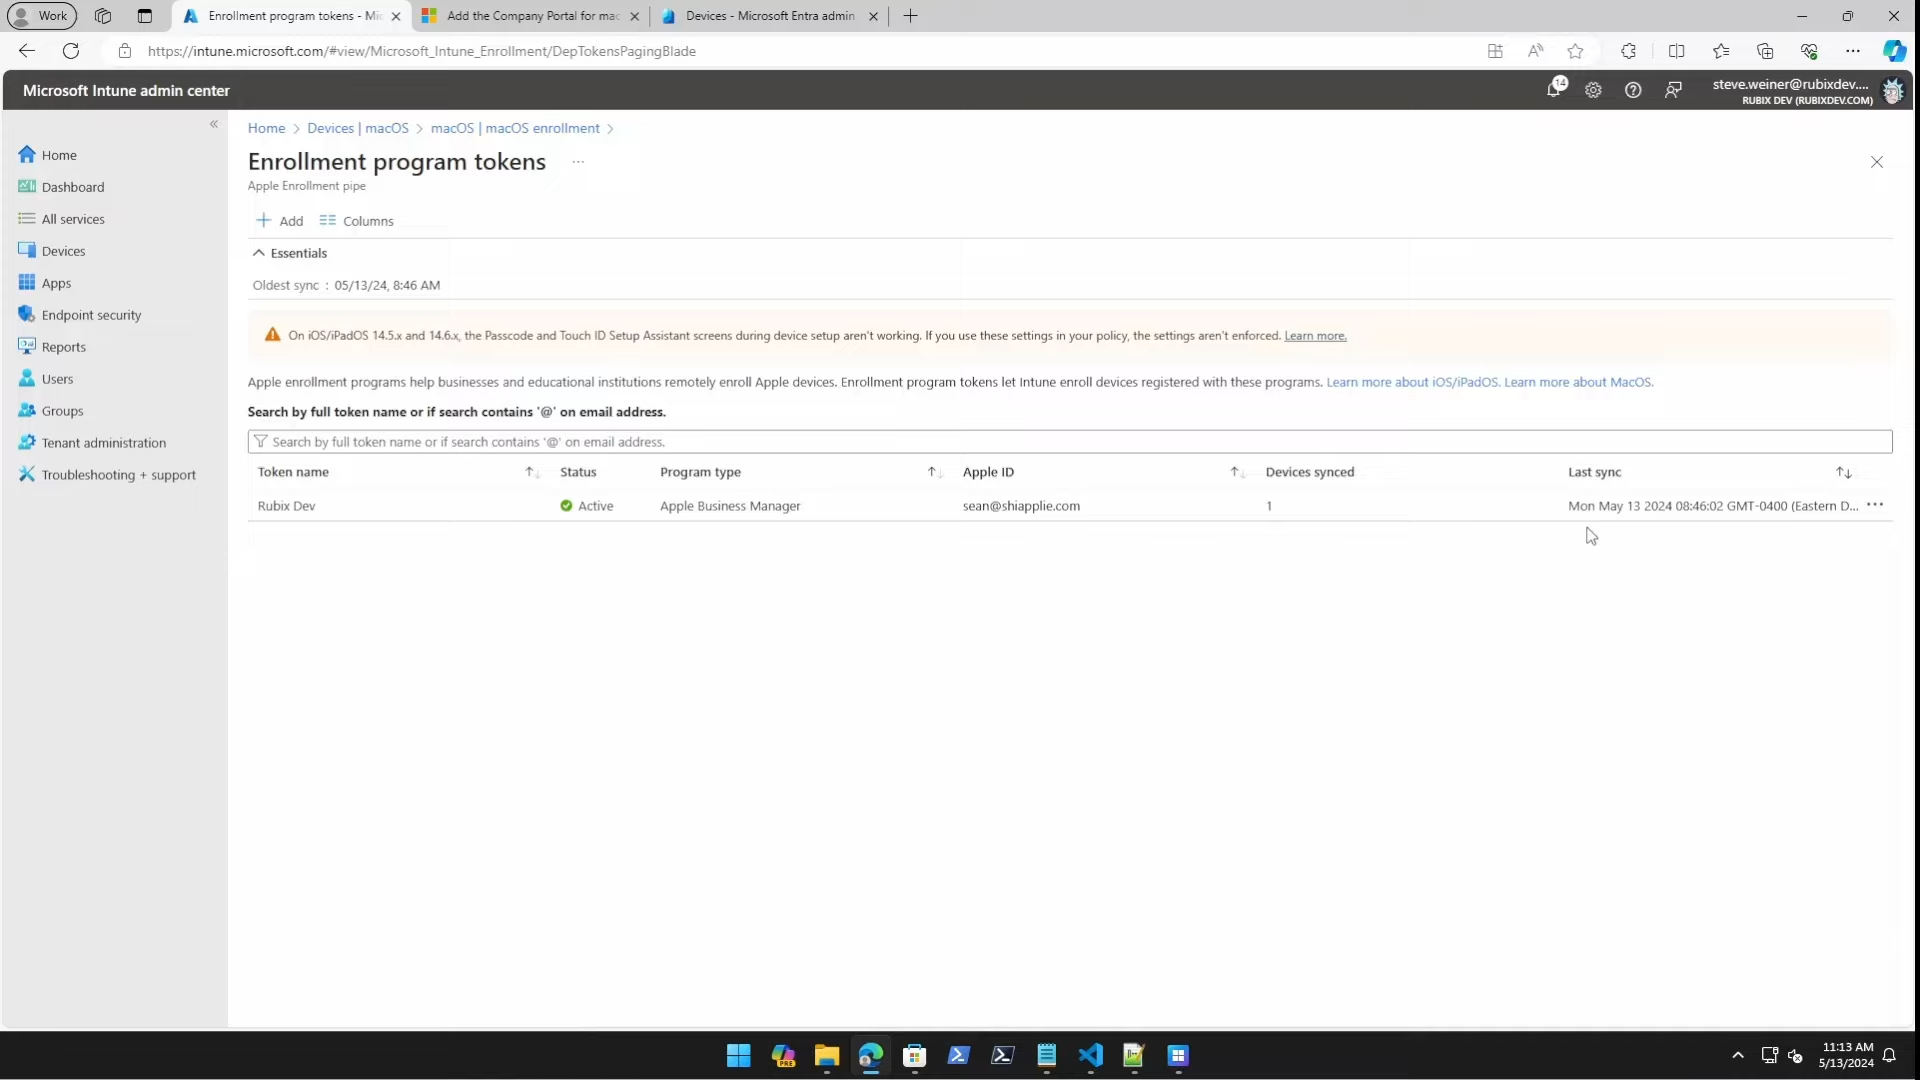 Work
Enrollment program tokens - Mic
Add the Company Portal for mac
Devices - Microsoft Entra admin
https://intune.microsoft.com/#view/Microsoft_Intune_Enrollment/DepTokensPagingBlade
Microsoft Intune admin center
14
steve.weiner@rubixdev....
RUBIX DEV (RUBIXDEV.COM)
Home
Dashboard
All services
Devices
Apps
Endpoint security
Reports
Users
Groups
Tenant administration
Troubleshooting + support
Home > Devices | macOS > macOS | macOS enrollment >
Enrollment program tokens ...
Apple Enrollment pipe
Add Columns
Essentials
Oldest sync : 05/13/24, 8:46 AM
On iOS/iPadOS 14.5.x and 14.6.x, the Passcode and Touch ID Setup Assistant screens during device setup aren't working. If you use these settings in your policy, the settings aren't enforced. Learn more.
Apple enrollment programs help businesses and educational institutions remotely enroll Apple devices. Enrollment program tokens let Intune enroll devices registered with these programs. Learn more about iOS/iPadOS. Learn more about MacOS.
Search by full token name or if search contains '@' on email address.
Search by full token name or if search contains '@' on email address.
Token name Status Program type Apple ID Devices synced Last sync
Rubix Dev Active Apple Business Manager sean@shiapplie.com 1 Mon May 13 2024 08:46:02 GMT-0400 (Eastern D... ...
PRE
11:13 AM
5/13/2024